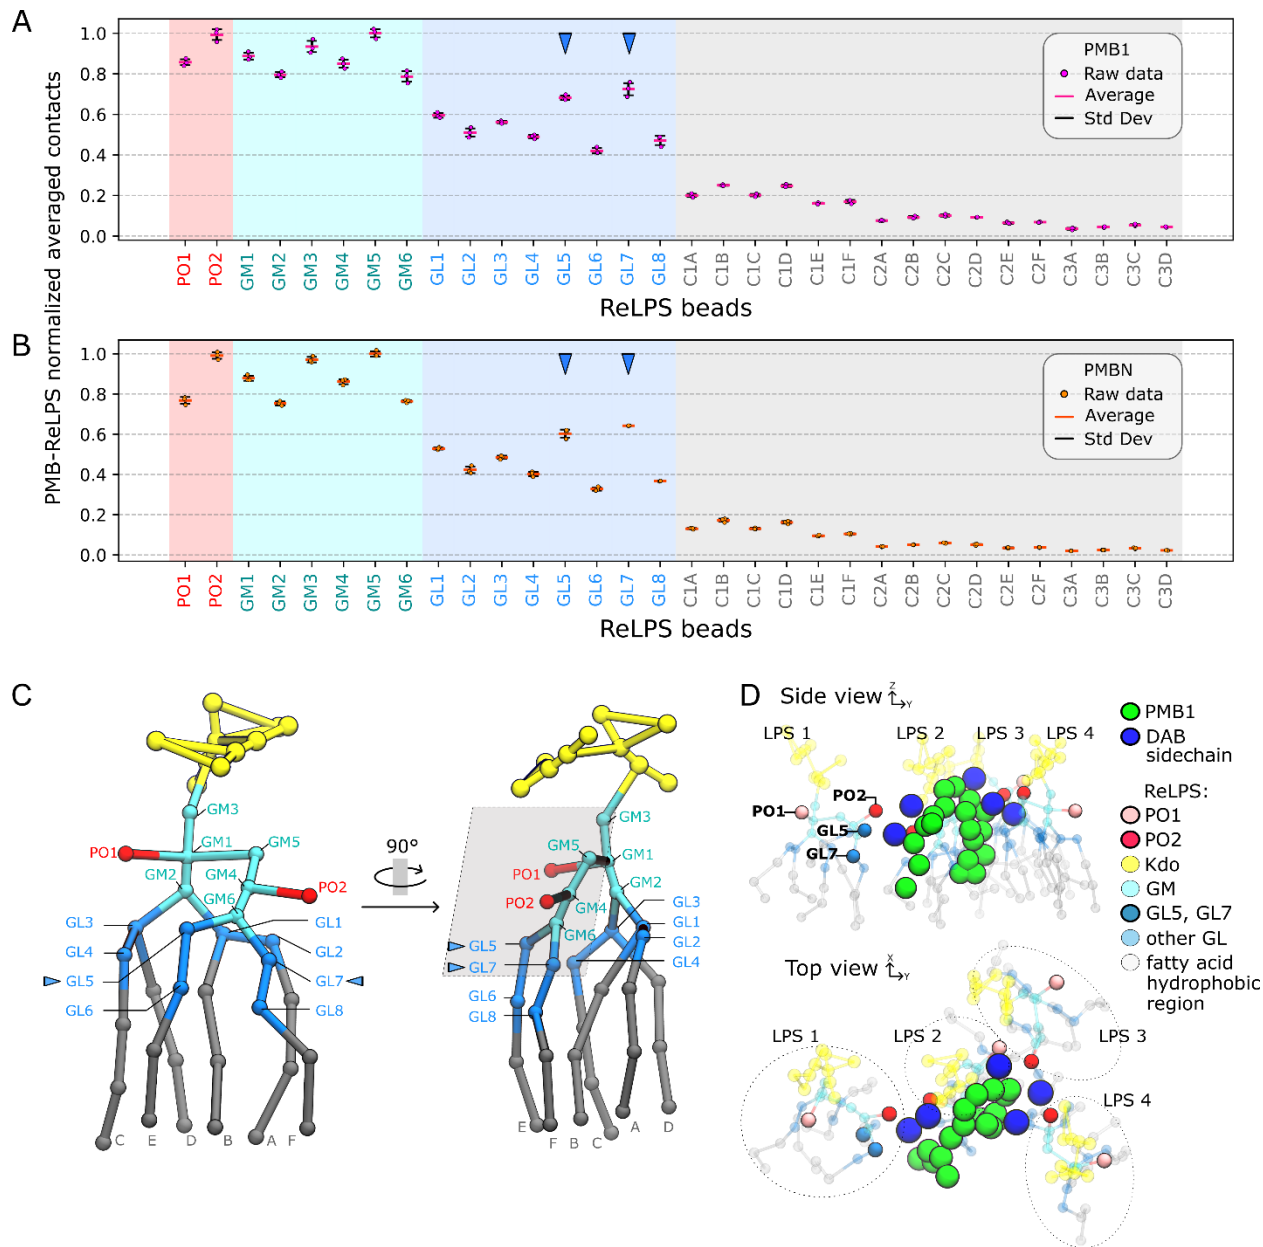 A
PMB-ReLPS normalized averaged contacts
1.0
0.8
0.6
0.4
0.2
0.0
PMB1
Raw data
Average
Std Dev
PO1 PO2 GM1 GM2 GM3 GM4 GM5 GM6 GL1 GL2 GL3 GL4 GL5 GL6 GL7 GL8 C1A C1B C1C C1D C1E C1F C2A C2B C2C C2D C2E C2F C3A C3B C3C C3D
ReLPS beads
B
1.0
0.8
0.6
0.4
0.2
0.0
PMBN
Raw data
Average
Std Dev
PO1 PO2 GM1 GM2 GM3 GM4 GM5 GM6 GL1 GL2 GL3 GL4 GL5 GL6 GL7 GL8 C1A C1B C1C C1D C1E C1F C2A C2B C2C C2D C2E C2F C3A C3B C3C C3D
ReLPS beads
C
GM3
GM1
GM5
PO1
GM2
GM4
PO2
GM6
GL3
GL1
GL4
GL2
GL5
GL7
GL6
GL8
C E D B A F
90°
GM3
GM5
GM1
PO1
GM2
PO2
GM4
GL3
GM6
GL1
GL5
GL2
GL7
GL4
GL6
GL8
E F B C A D
D
Side view
Z
Y
LPS 1
LPS 2
LPS 3
LPS 4
PO2
PO1
GL5
GL7
Top view
X
Y
LPS 1
LPS 2
LPS 3
LPS 4
PMB1
DAB
sidechain
ReLPS:
PO1
PO2
Kdo
GM
GL5, GL7
other GL
fatty acid
hydrophobic
region